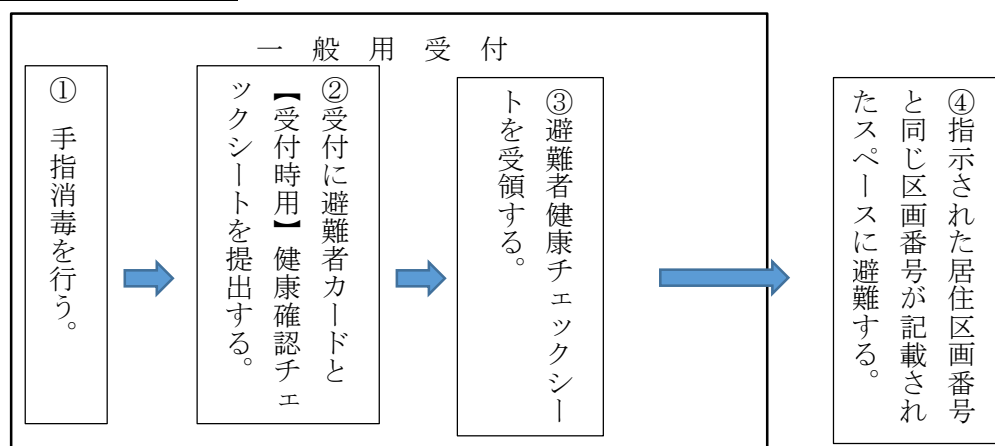 一般用受付
① 手指消毒を行う。
②受付に避難者カードと
【受付時用】健康確認チェ
ックシートを提出する。
③避難者健康チェックシー
トを受領する。
④指示された居住区画番号
と同じ区画番号が記載され
たスペースに避難する。